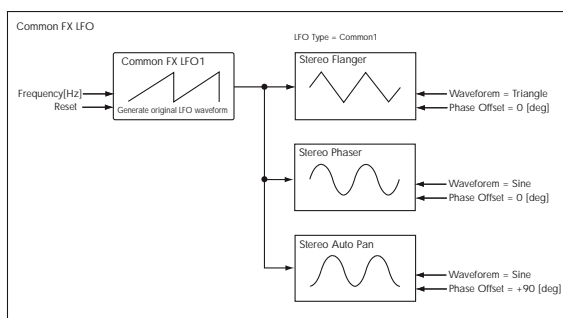 Common FX LFO
LFO Type = Common1
Common FX LFO1
Generate original LFO waveform
Frequency[Hz]
Reset
Stereo Flanger
Waveforem = Triangle
Phase Offset = 0 [deg]
Stereo Phaser
Waveforem = Sine
Phase Offset = 0 [deg]
Stereo Auto Pan
Waveforem = Sine
Phase Offset = +90 [deg]